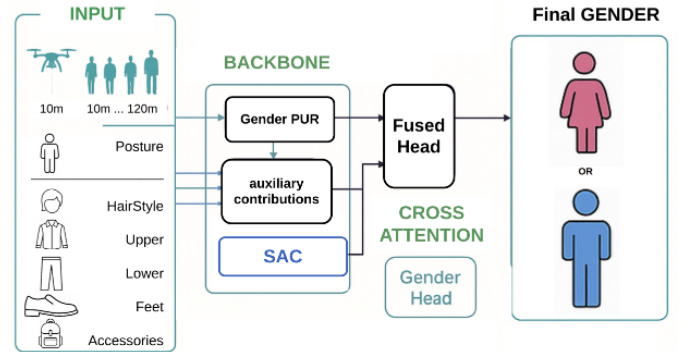 INPUT
10m
10m ... 120m
Posture
HairStyle
Upper
Lower
Feet
Accessories
BACKBONE
Gender PUR
auxiliary
contributions
SAC
Fused
Head
CROSS
ATTENTION
Gender
Head
Final GENDER
OR